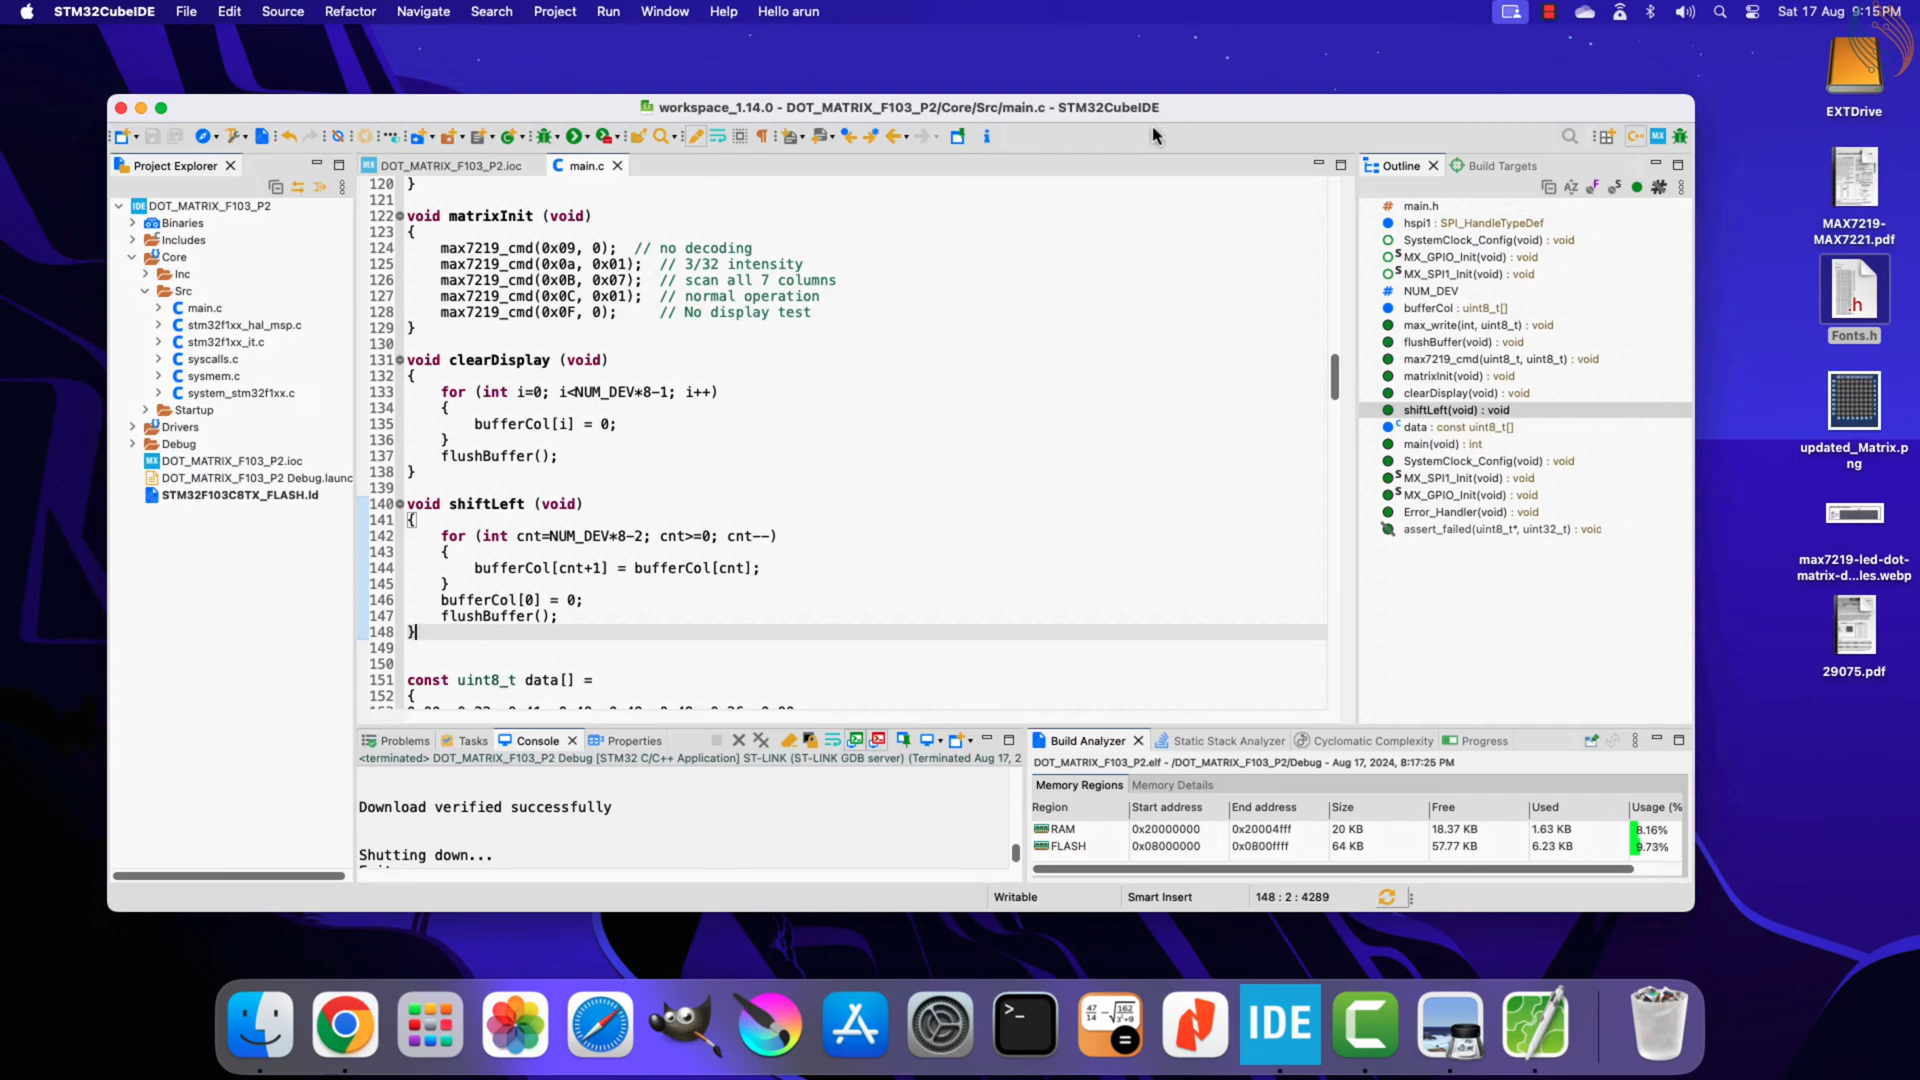 STM32CubeIDE File Edit Source Refactor Navigate Search Project Run Window Help Hello arun
Sat 17 Aug 9:15PM
workspace_1.14.0 - DOT_MATRIX_F103_P2/Core/Src/main.c - STM32CubeIDE
Project Explorer
DOT_MATRIX_F103_P2
Binaries
Includes
Core
Inc
Src
main.c
stm32f1xx_hal_msp.c
stm32f1xx_it.c
syscalls.c
sysmem.c
system_stm32f1xx.c
Startup
Drivers
Debug
DOT_MATRIX_F103_P2.ioc
DOT_MATRIX_F103_P2 Debug.launc
STM32F103C8TX_FLASH.ld
DOT_MATRIX_F103_P2.ioc main.c
120 }
121
122 void matrixInit (void)
123 {
124 max7219_cmd(0x09, 0); // no decoding
125 max7219_cmd(0x0a, 0x01); // 3/32 intensity
126 max7219_cmd(0x0B, 0x07); // scan all 7 columns
127 max7219_cmd(0x0C, 0x01); // normal operation
128 max7219_cmd(0x0F, 0); // No display test
129 }
130
131 void clearDisplay (void)
132 {
133 for (int i=0; i<NUM_DEV*8-1; i++)
134 {
135 bufferCol[i] = 0;
136 }
137 flushBuffer();
138 }
139
140 void shiftLeft (void)
141 {
142 for (int cnt=NUM_DEV*8-2; cnt>=0; cnt--)
143 {
144 bufferCol[cnt+1] = bufferCol[cnt];
145 }
146 bufferCol[0] = 0;
147 flushBuffer();
148 }
149
150
151 const uint8_t data[] =
152 {
Outline Build Targets
main.h
hspi1 : SPI_HandleTypeDef
SystemClock_Config(void) : void
MX_GPIO_Init(void) : void
MX_SPI1_Init(void) : void
NUM_DEV
bufferCol : uint8_t[]
max_write(int, uint8_t) : void
flushBuffer(void) : void
max7219_cmd(uint8_t, uint8_t) : void
matrixInit(void) : void
clearDisplay(void) : void
shiftLeft(void) : void
data : const uint8_t[]
main(void) : int
SystemClock_Config(void) : void
MX_SPI1_Init(void) : void
MX_GPIO_Init(void) : void
Error_Handler(void) : void
assert_failed(uint8_t*, uint32_t) : voic
Problems Tasks Console Properties
<terminated> DOT_MATRIX_F103_P2 Debug [STM32 C/C++ Application] ST-LINK (ST-LINK GDB server) (Terminated Aug 17, 2
Download verified successfully
Shutting down...
Build Analyzer Static Stack Analyzer Cyclomatic Complexity Progress
DOT_MATRIX_F103_P2.elf - /DOT_MATRIX_F103_P2/Debug - Aug 17, 2024, 8:17:25 PM
Memory Regions Memory Details
Region Start address End address Size Free Used Usage (%
RAM 0x20000000 0x20004fff 20 KB 18.37 KB 1.63 KB 8.16%
FLASH 0x08000000 0x0800ffff 64 KB 57.77 KB 6.23 KB 9.73%
Writable Smart Insert 148 : 2 : 4289
EXTDrive
MAX7219-
MAX7221.pdf
.h
Fonts.h
updated_Matrix.p
ng
max7219-led-dot-
matrix-d...les.webp
29075.pdf
IDE